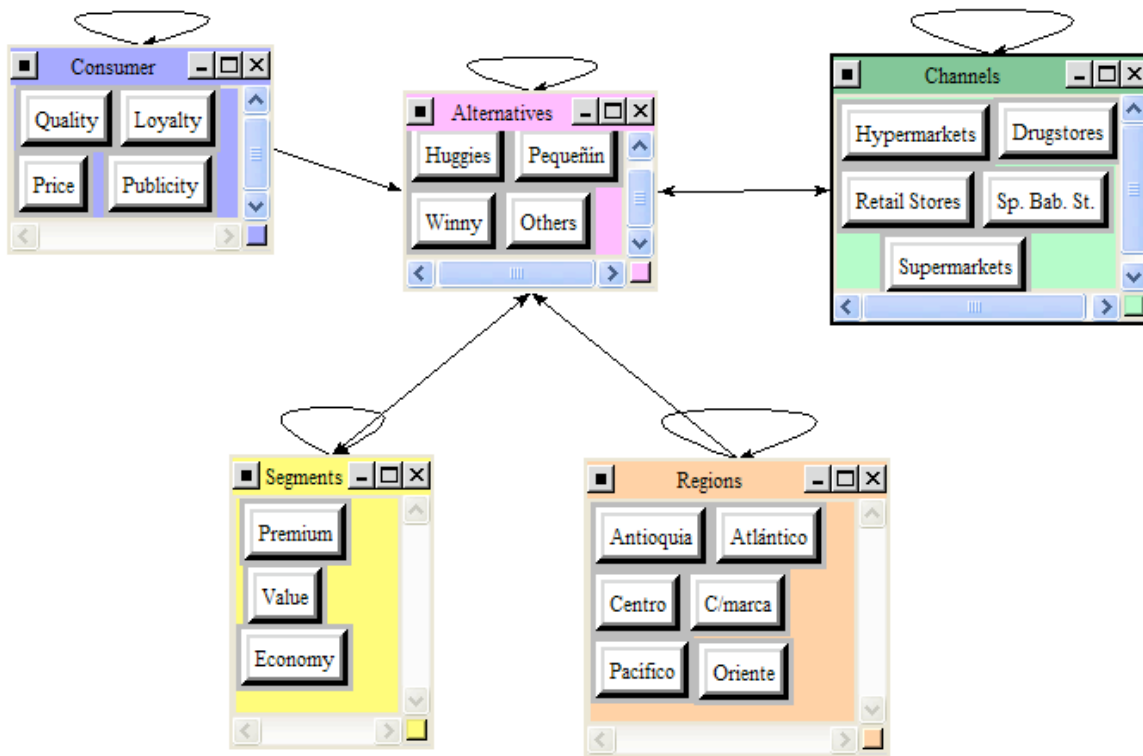 Consumer
Quality
Loyalty
Price
Publicity
Alternatives
Huggies
Pequeñin
Winny
Others
Channels
Hypermarkets
Drugstores
Retail Stores
Sp. Bab. St.
Supermarkets
Segments
Premium
Value
Economy
Regions
Antioquia
Atlántico
Centro
C/marca
Pacífico
Oriente